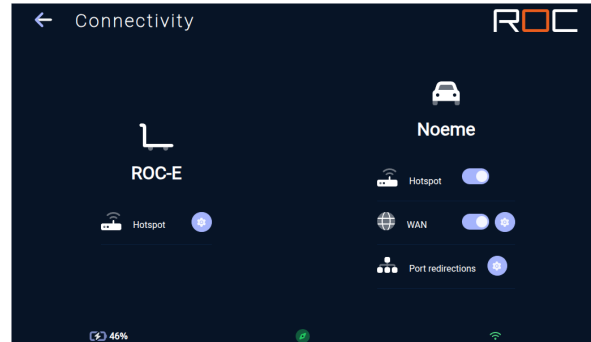 Connectivity
ROC
ROC-E
Hotspot
Noeme
Hotspot
WAN
Port redirections
46%